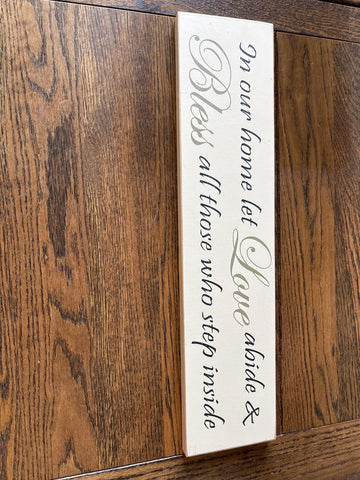 In our home let Love abide &
Bless all those who step inside